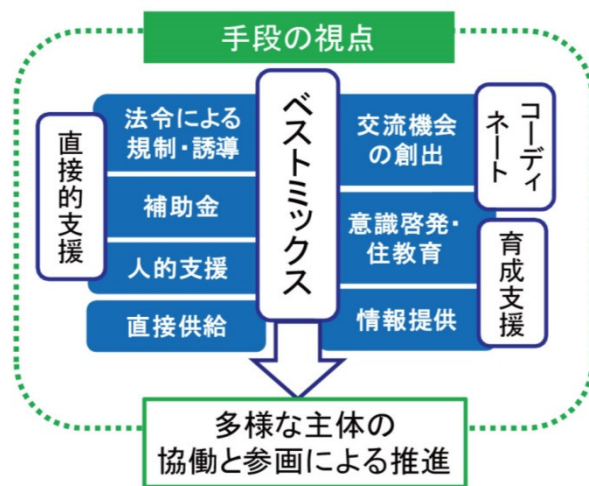 手段の視点
直接的支援
法令による
規制・誘導
補助金
人的支援
直接供給
ベストミックス
交流機会
の創出
意識啓発・
住教育
情報提供
コーディ
ネート
育成支援
多様な主体の
協働と参画による推進